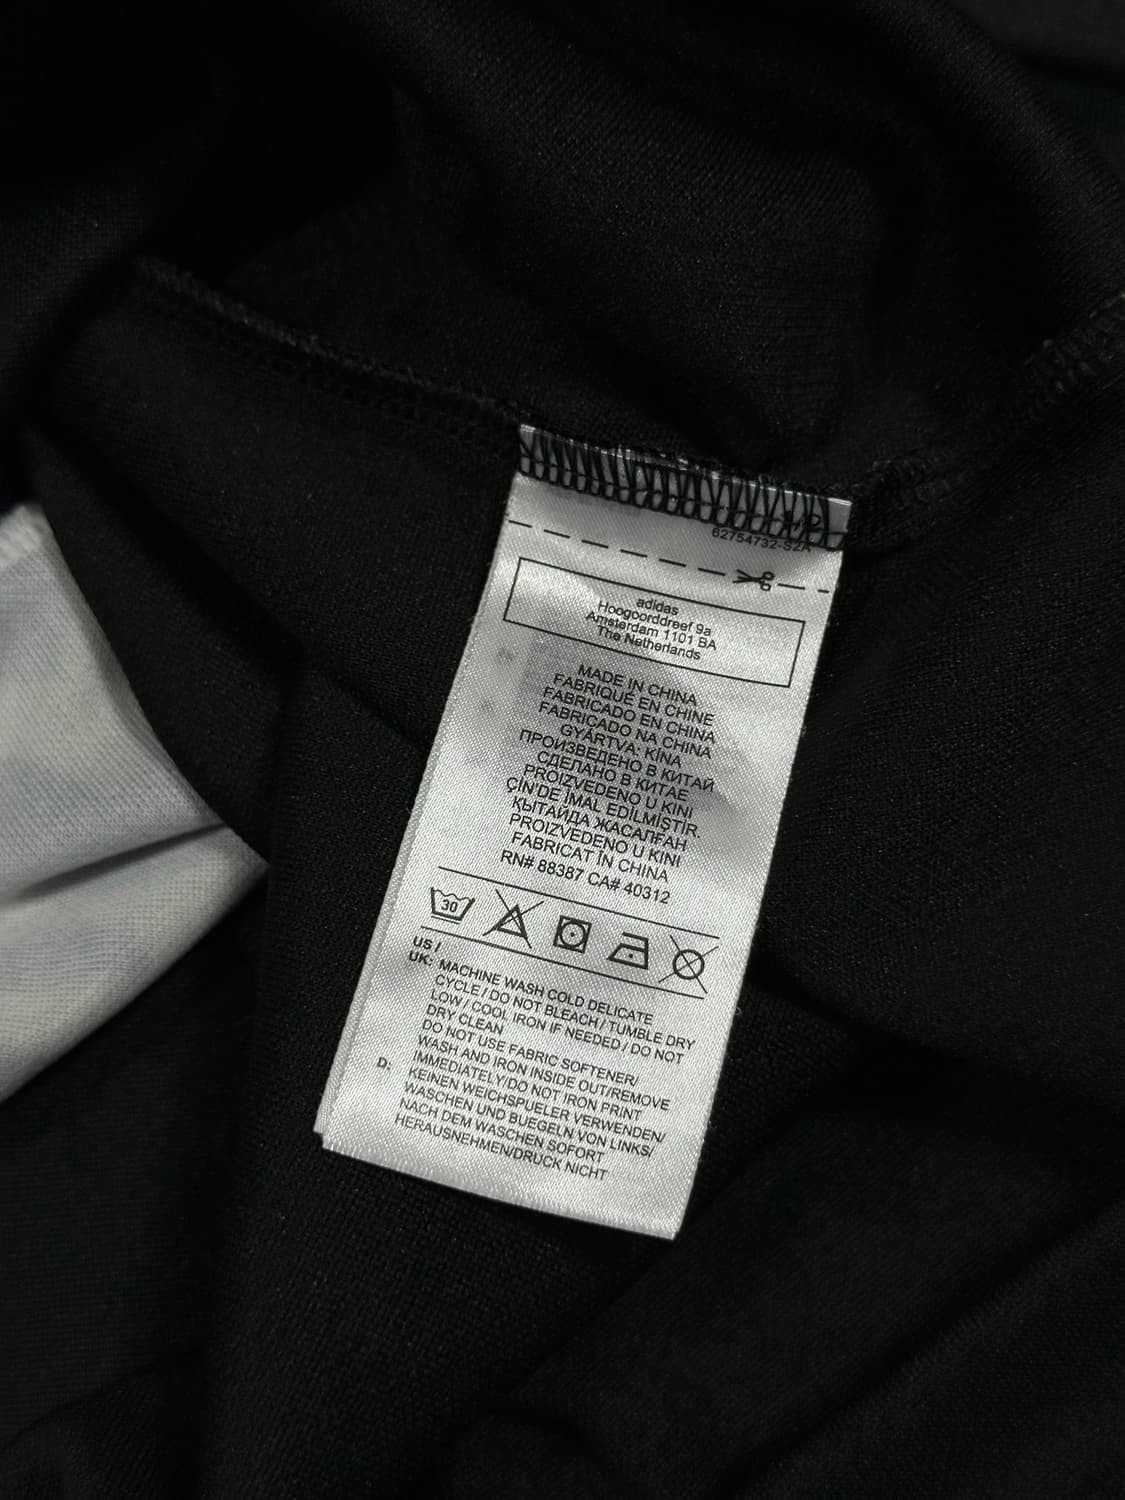 62754732-SZA
adidas
Hoogoorddreef 9a
Amsterdam 1101 BA
The Netherlands
MADE IN CHINA
FABRIQUÉ EN CHINE
FABRICADO EN CHINA
FABRICADO NA CHINA
GYÁRTVA: KÍNA
ПРОИЗВЕДЕНО В КИТАЙ
СДЕЛАНО В КИТАЕ
PROIZVEDENO U KINI
ÇİN'DE İMAL EDİLMİŞTİR.
ҚЫТАЙДА ЖАСАЛҒАН
PROIZVEDENO U KINI
FABRICAT ÎN CHINA
RN# 88387 CA# 40312
30
US /
UK: MACHINE WASH COLD DELICATE
CYCLE / DO NOT BLEACH / TUMBLE DRY
LOW / COOL IRON IF NEEDED / DO NOT
DRY CLEAN
DO NOT USE FABRIC SOFTENER/
WASH AND IRON INSIDE OUT/REMOVE
IMMEDIATELY/DO NOT IRON PRINT
D: KEINEN WEICHSPUELER VERWENDEN/
WASCHEN UND BUEGELN VON LINKS/
NACH DEM WASCHEN SOFORT
HERAUSNEHMEN/DRUCK NICHT